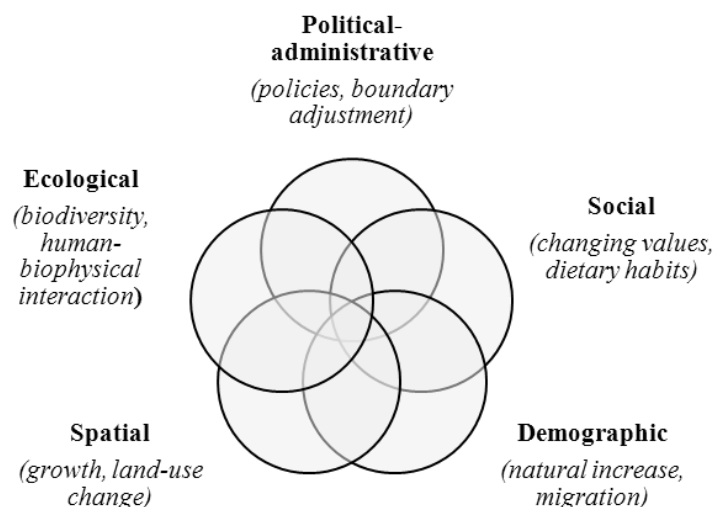 Political-
administrative
(policies, boundary
adjustment)
Ecological
(biodiversity,
human-
biophysical
interaction)
Social
(changing values,
dietary habits)
Spatial
(growth, land-use
change)
Demographic
(natural increase,
migration)